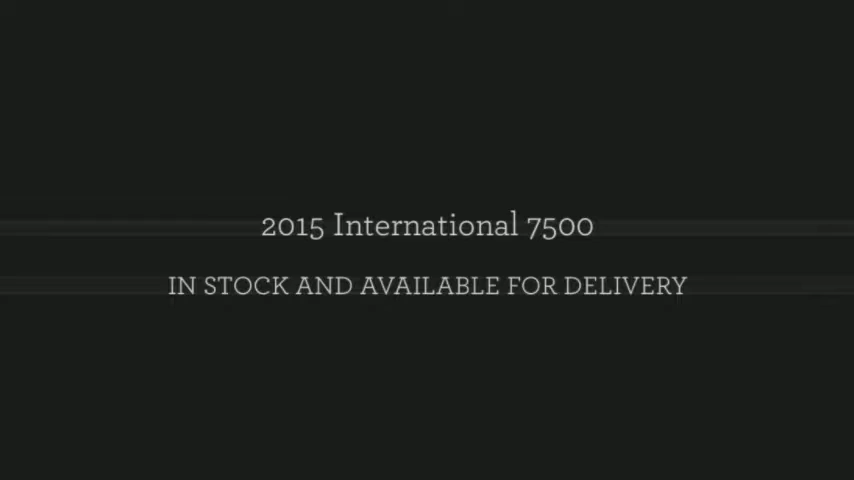 2015 International 7500
IN STOCK AND AVAILABLE FOR DELIVERY